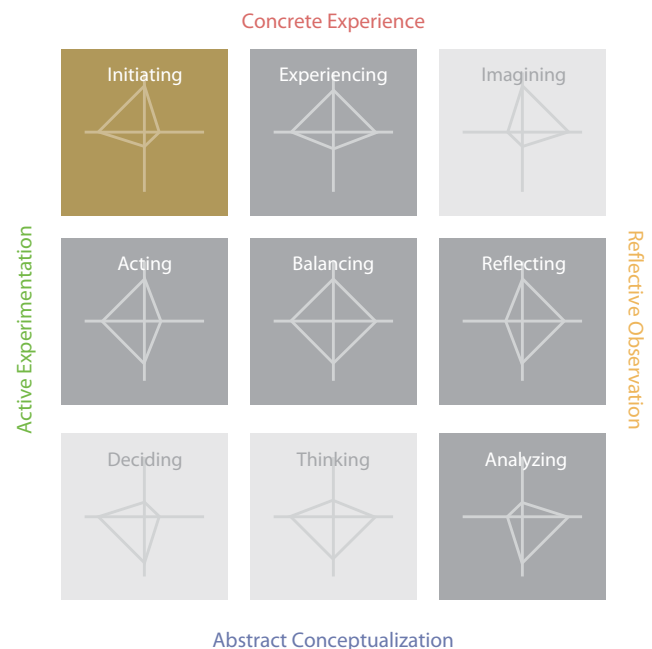 Concrete Experience
Initiating
Experiencing
Imagining
Active Experimentation
Acting
Balancing
Reflecting
Reflective Observation
Deciding
Thinking
Analyzing
Abstract Conceptualization